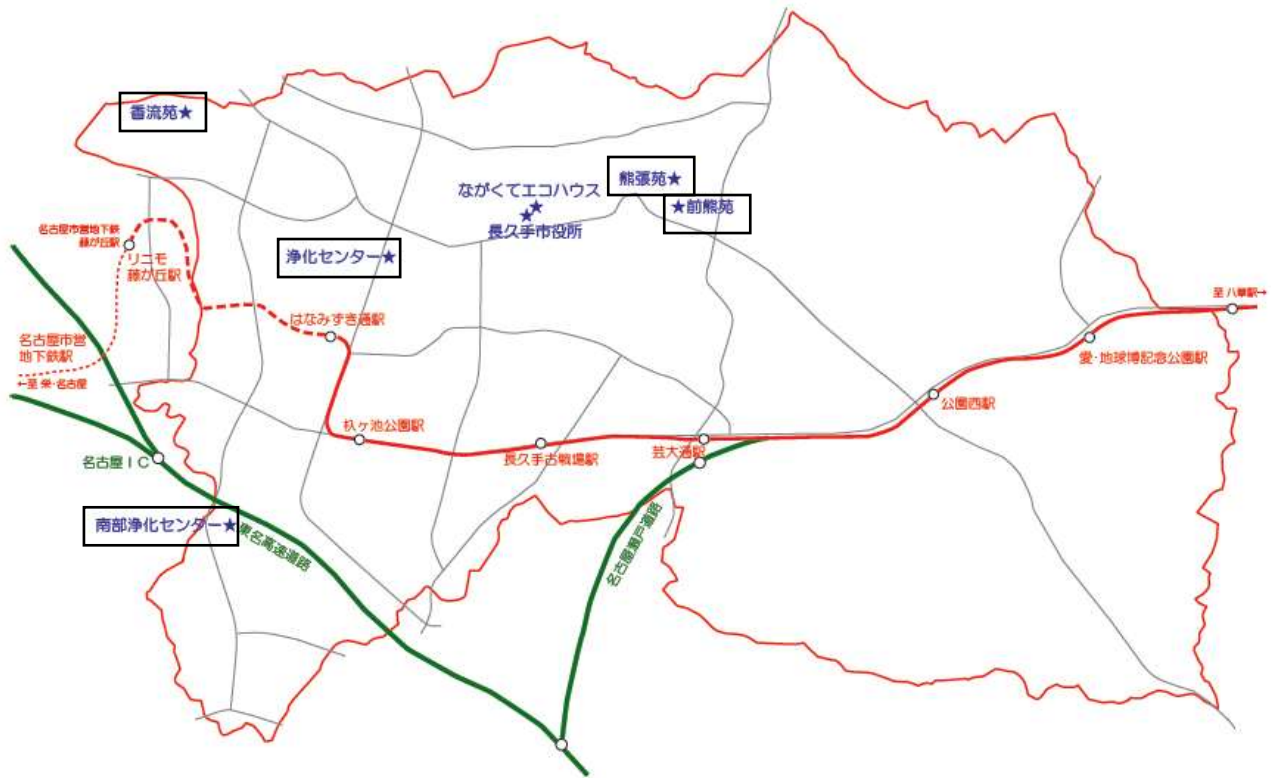 香流苑★
熊張苑★
ながくてエコハウス
★
★前熊苑
★
長久手市役所
名古屋市営地下鉄
藤が丘駅
リニモ
藤が丘駅
浄化センター★
至 八草駅→
はなみずき通駅
名古屋市営
地下鉄駅
←至 栄・名古屋
愛・地球博記念公園駅
公園西駅
杁ヶ池公園駅
長久手古戦場駅
芸大通駅
名古屋IC
南部浄化センター★
東名高速道路
名古屋瀬戸道路